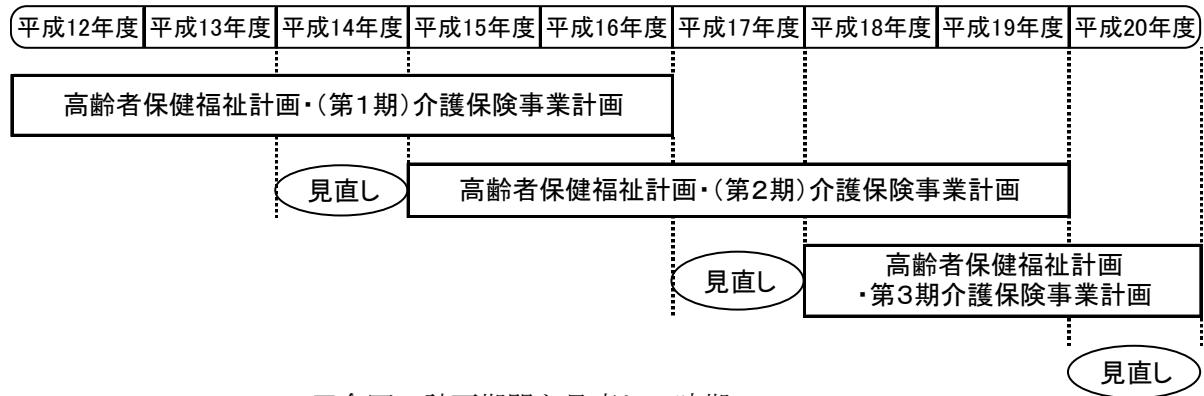 平成12年度 平成13年度 平成14年度 平成15年度 平成16年度 平成17年度 平成18年度 平成19年度 平成20年度
高齢者保健福祉計画・(第1期)介護保険事業計画
見直し
高齢者保健福祉計画・(第2期)介護保険事業計画
見直し
高齢者保健福祉計画
・第3期介護保険事業計画
見直し